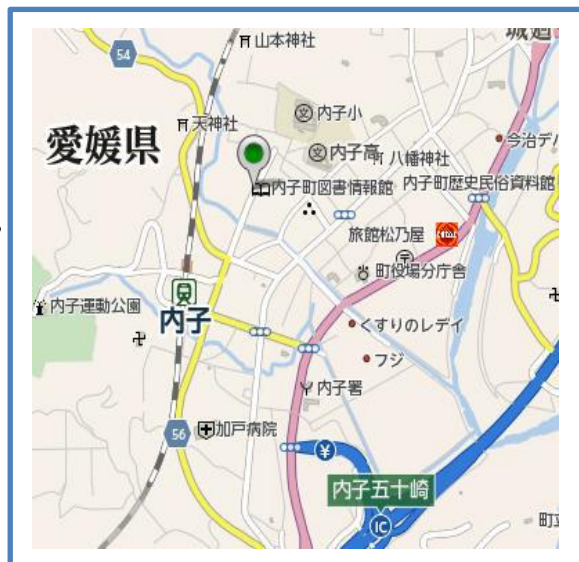 城廻
山本神社
54
文 内子小
今治デパ
天神社
愛媛県
文 内子高
八幡神社
内子町図書情報館
内子町歴史民俗資料館
旅館松乃屋
町役場分庁舎
内子運動公園
内子
くすりのレデイ
フジ
内子署
56
加戸病院
¥
内子五十崎
IC
町立